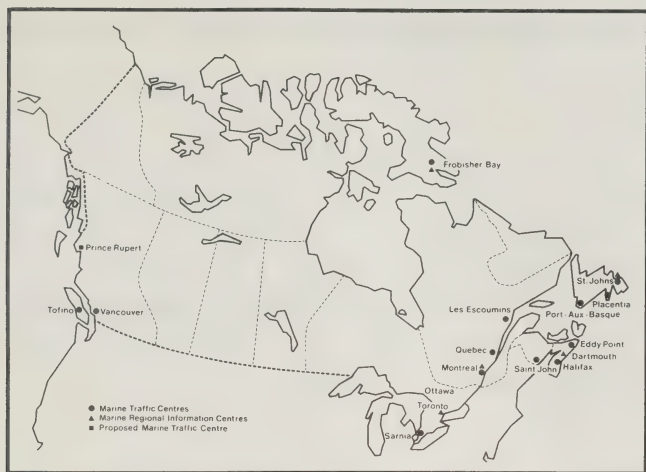 Frobisher Bay
Prince Rupert
St. Johns
Placentia
Port-Aux-Basque
Tofino
Vancouver
Les Escoumins
Eddy Point
Quebec
Dartmouth
Montreal
Saint John
Halifax
Ottawa
Toronto
Sarnia
Marine Traffic Centres
Marine Regional Information Centres
Proposed Marine Traffic Centre